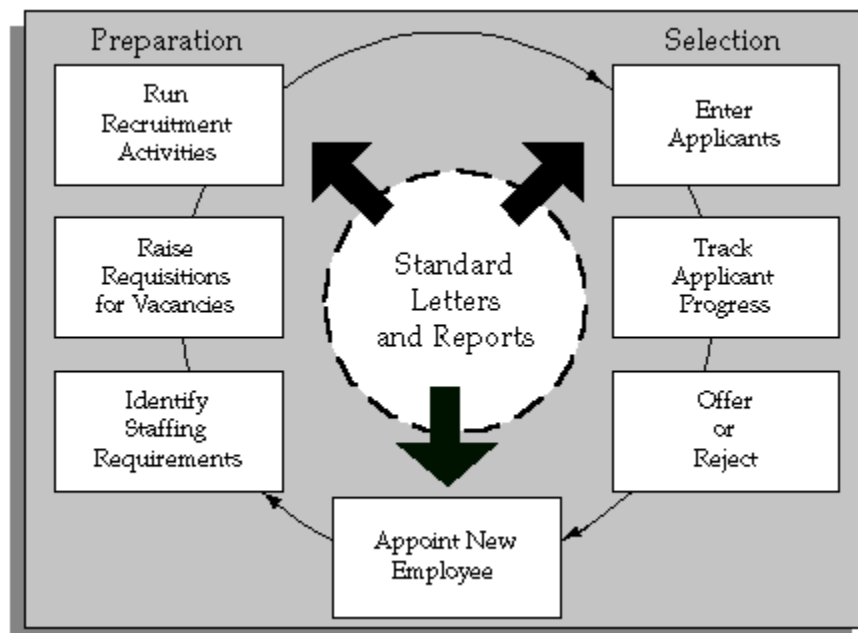 Preparation
Selection
Run
Recruitment
Activities
Enter
Applicants
Raise
Requisitions
for Vacancies
Standard
Letters
and Reports
Track
Applicant
Progress
Identify
Staffing
Requirements
Offer
or
Reject
Appoint New
Employee